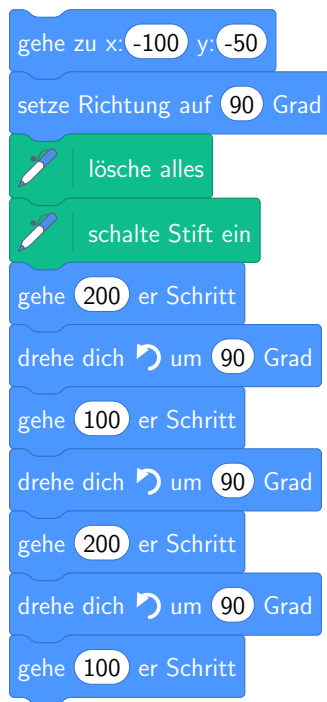 gehe zu x: -100 y: -50
setze Richtung auf 90 Grad
lösche alles
schalte Stift ein
gehe 200 er Schritt
drehe dich um 90 Grad
gehe 100 er Schritt
drehe dich um 90 Grad
gehe 200 er Schritt
drehe dich um 90 Grad
gehe 100 er Schritt